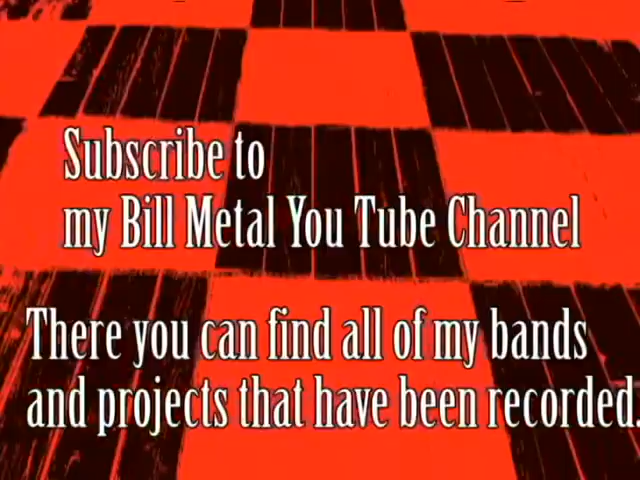 Subscribe to
my Bill Metal You Tube Channel
There you can find all of my bands
and projects that have been recorded.